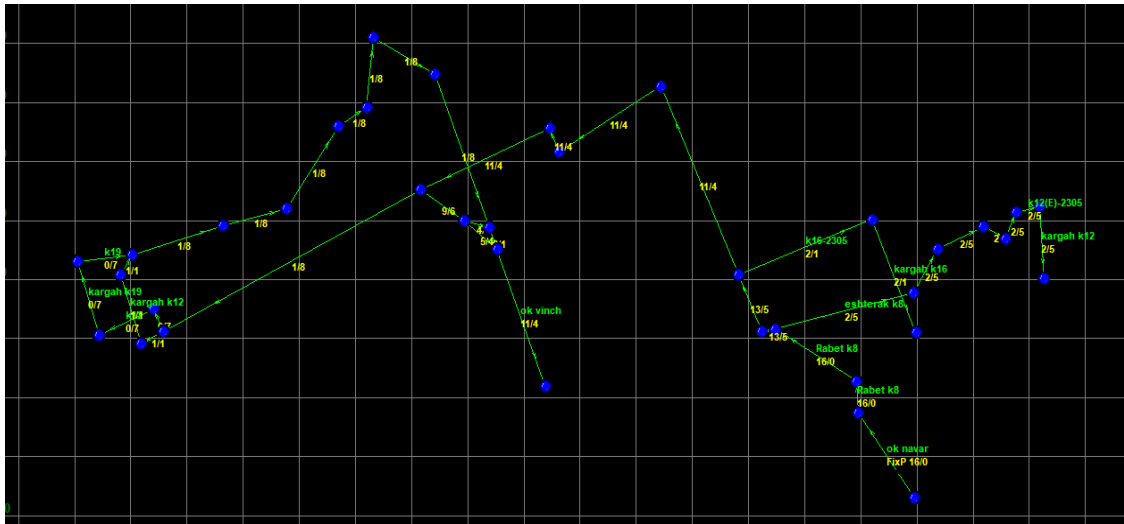 1/8
1/8
11/4
1/8
1/8
11/4
1/8
1/8
11/4
11/4
k12(E)-2305
9/6
2/5
2/5
2/5
1/8
5/4
k16-2305
2/1
kargah k12
2/5
k19
0/7
1/1
1/8
kargah k16
2/1
2/5
kargah k19
0/7
kargah k12
eshterak k8
2/5
13/5
ok vinch
11/4
0/7
1/1
13/5
Rabet k8
16/0
Rabet k8
16/0
ok navar
FixP 16/0